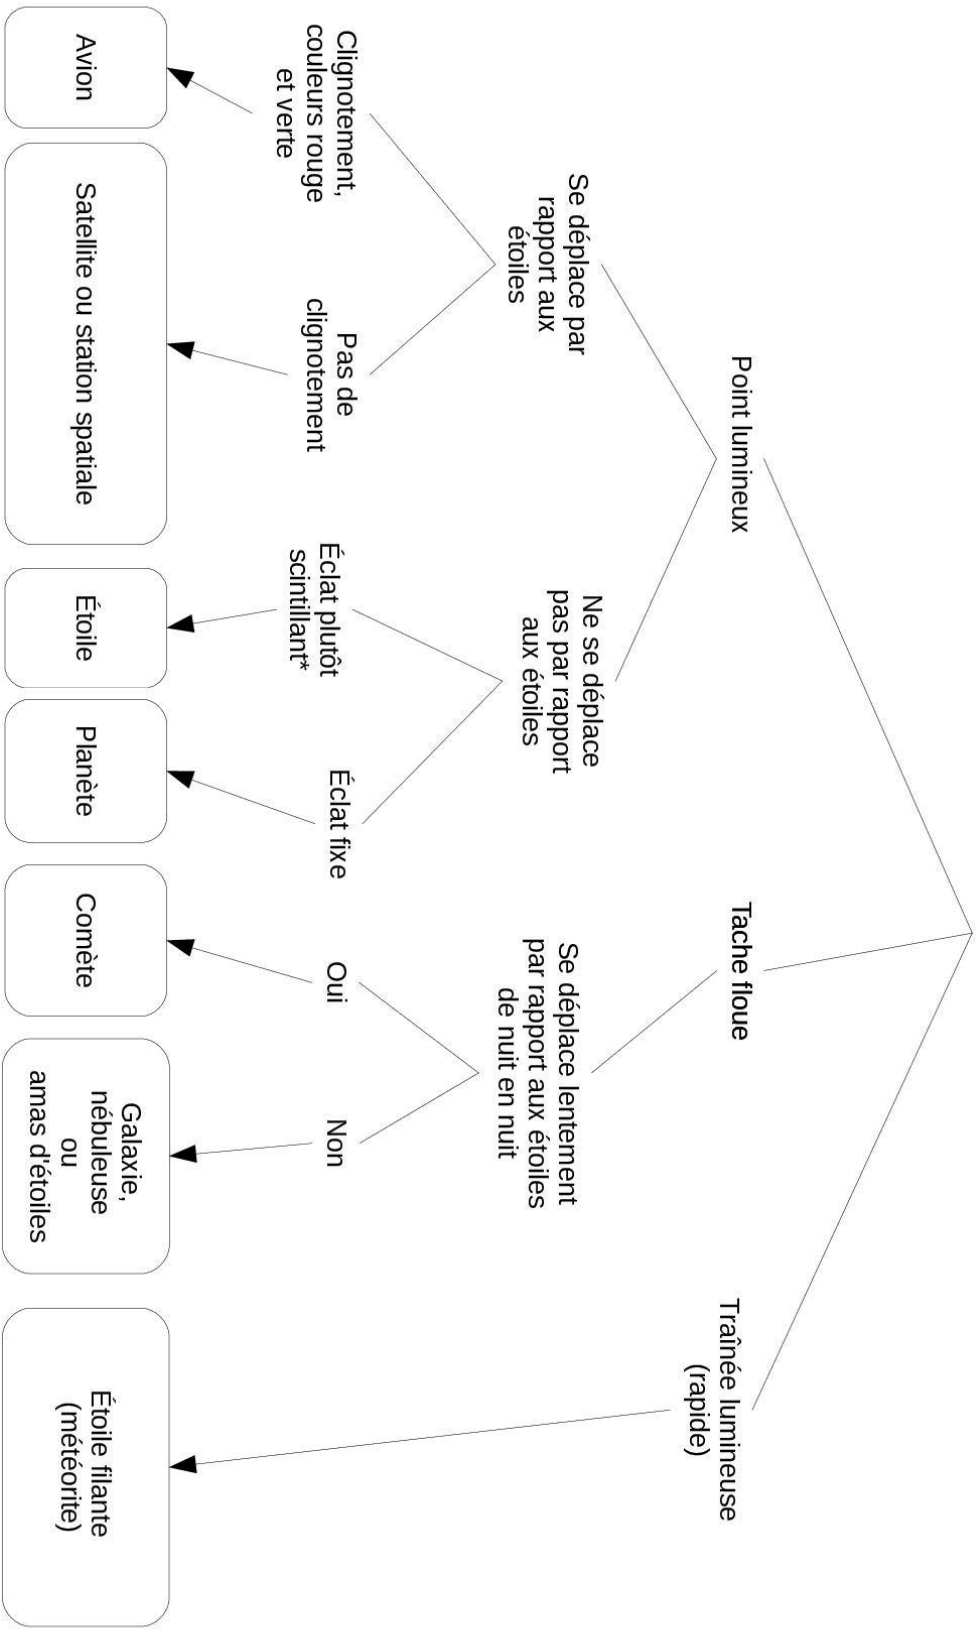 Point lumineux
Tache floue
Traînée lumineuse
(rapide)
Se déplace par
rapport aux
étoiles
Ne se déplace
pas par rapport
aux étoiles
Se déplace lentement
par rapport aux étoiles
de nuit en nuit
Clignotement,
couleurs rouge
et verte
Pas de
clignotement
Éclat plutôt
scintillant*
Éclat fixe
Oui
Non
Avion
Satellite ou station spatiale
Étoile
Planète
Comète
Galaxie,
nébuleuse
ou
amas d'étoiles
Étoile filante
(météorite)